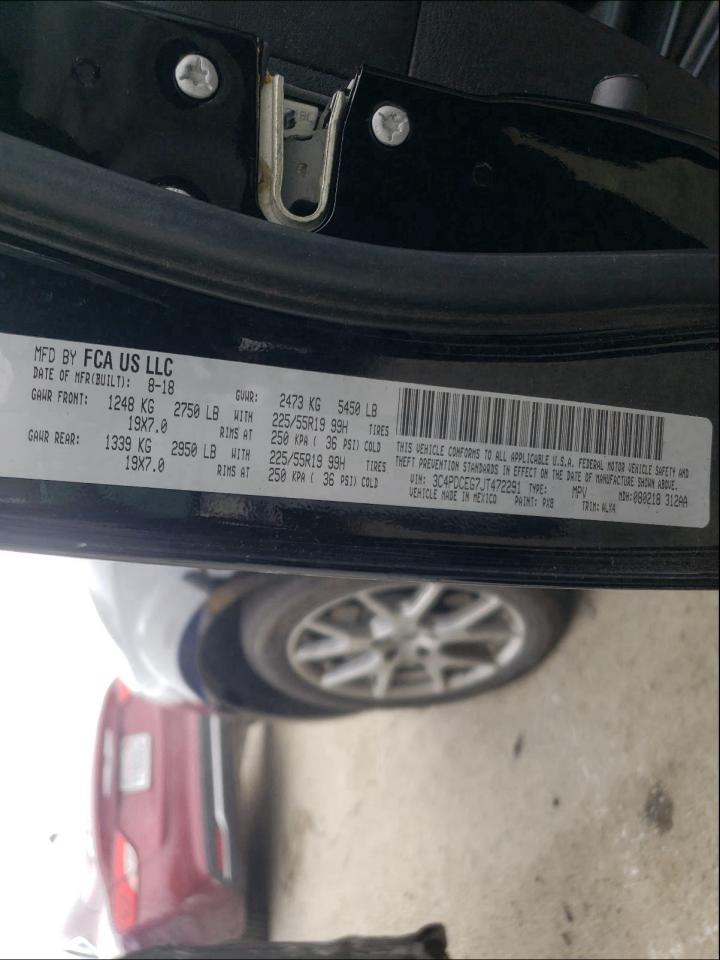 MFD BY FCA US LLC
DATE OF MFR(BUILT): 8-18 GVWR: 2473 KG 5450 LB
GAWR FRONT: 1248 KG 2750 LB WITH 225/55R19 99H TIRES
19X7.0 RIMS AT 250 KPA ( 36 PSI) COLD
GAWR REAR: 1339 KG 2950 LB WITH 225/55R19 99H TIRES
19X7.0 RIMS AT 250 KPA ( 36 PSI) COLD
THIS VEHICLE CONFORMS TO ALL APPLICABLE U.S.A. FEDERAL MOTOR VEHICLE SAFETY AND
THEFT PREVENTION STANDARDS IN EFFECT ON THE DATE OF MANUFACTURE SHOWN ABOVE.
VIN: 3C4PDCEG7JT472291 TYPE: MPV MDH:080218 312AA
VEHICLE MADE IN MEXICO PAINT: PX8 TRIM: